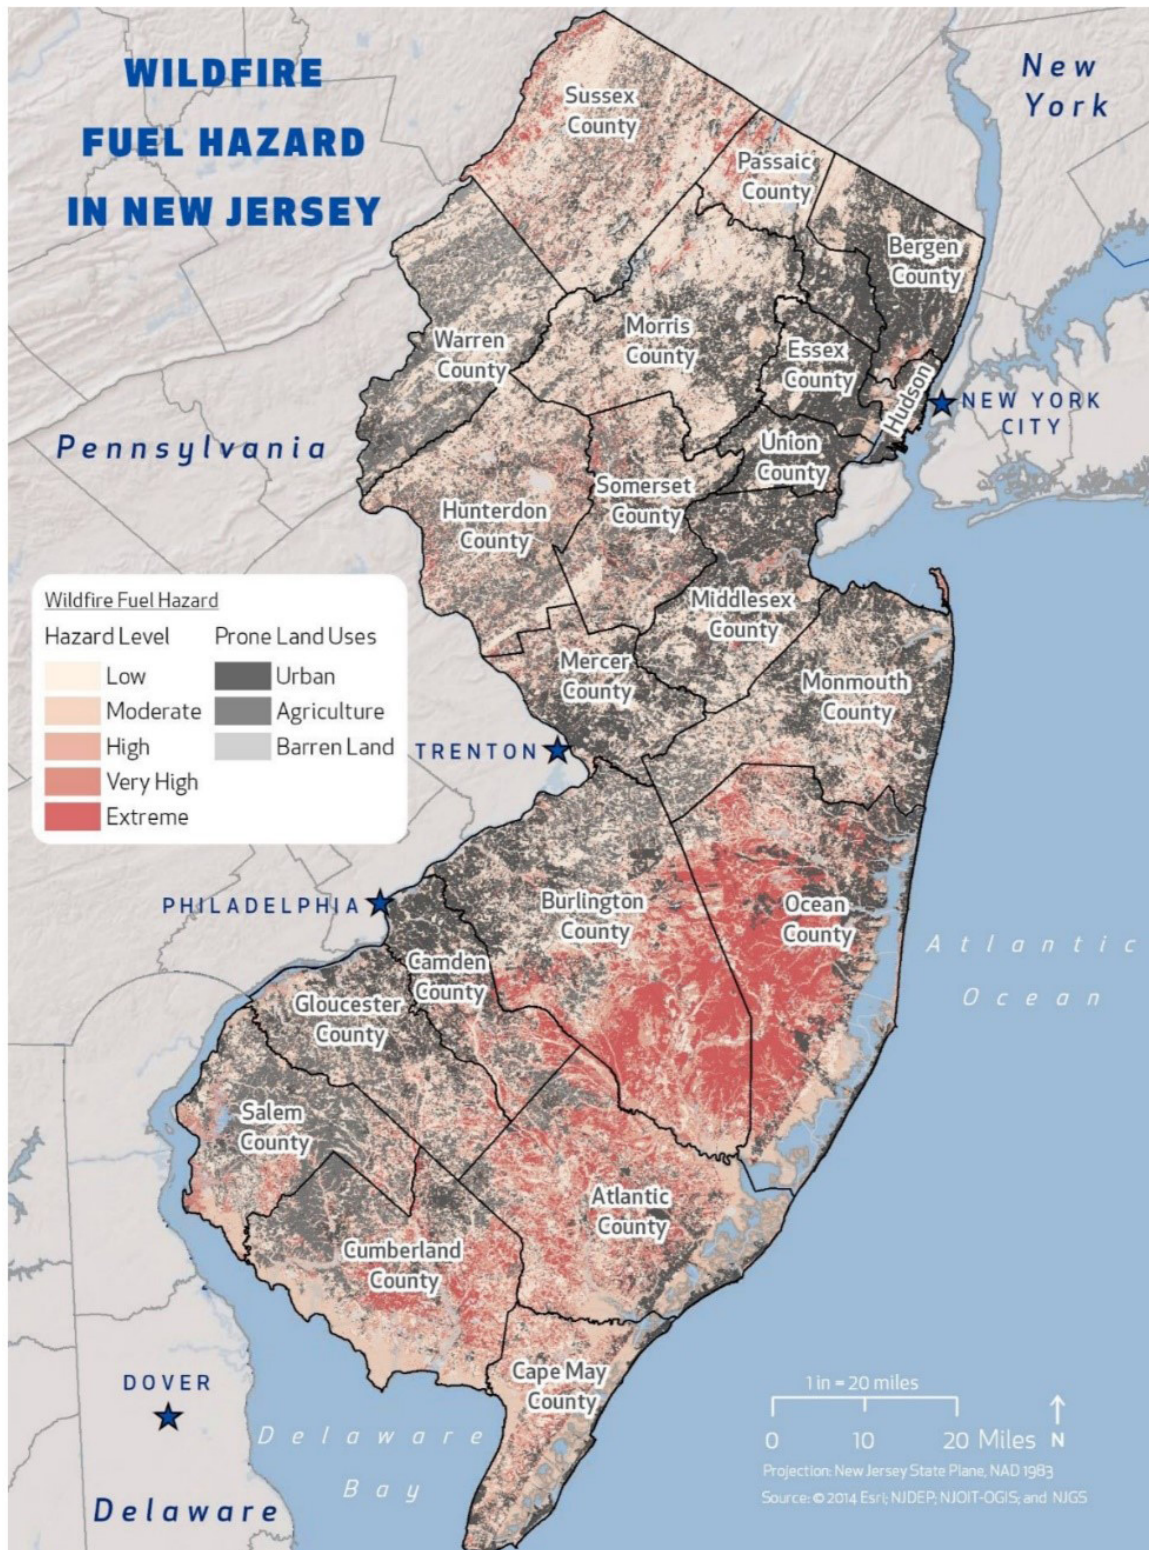 WILDFIRE
FUEL HAZARD
IN NEW JERSEY
New
York
Sussex
County
Passaic
County
Bergen
County
Warren
County
Morris
County
Essex
County
Hudson
NEW YORK
CITY
Pennsylvania
Union
County
Hunterdon
County
Somerset
County
Middlesex
County
Mercer
County
Monmouth
County
Wildfire Fuel Hazard
Hazard Level
Prone Land Uses
Low
Urban
Moderate
Agriculture
High
Barren Land
Very High
Extreme
TRENTON
PHILADELPHIA
Burlington
County
Ocean
County
Atlantic
Ocean
Camden
County
Gloucester
County
Salem
County
Atlantic
County
Cumberland
County
Cape May
County
DOVER
Delaware
Bay
Delaware
1 in = 20 miles
0 10 20 Miles N
Projection: New Jersey State Plane, NAD 1983
Source: © 2014 Esri; NJDEP; NJOIT-OGIS; and NJGS